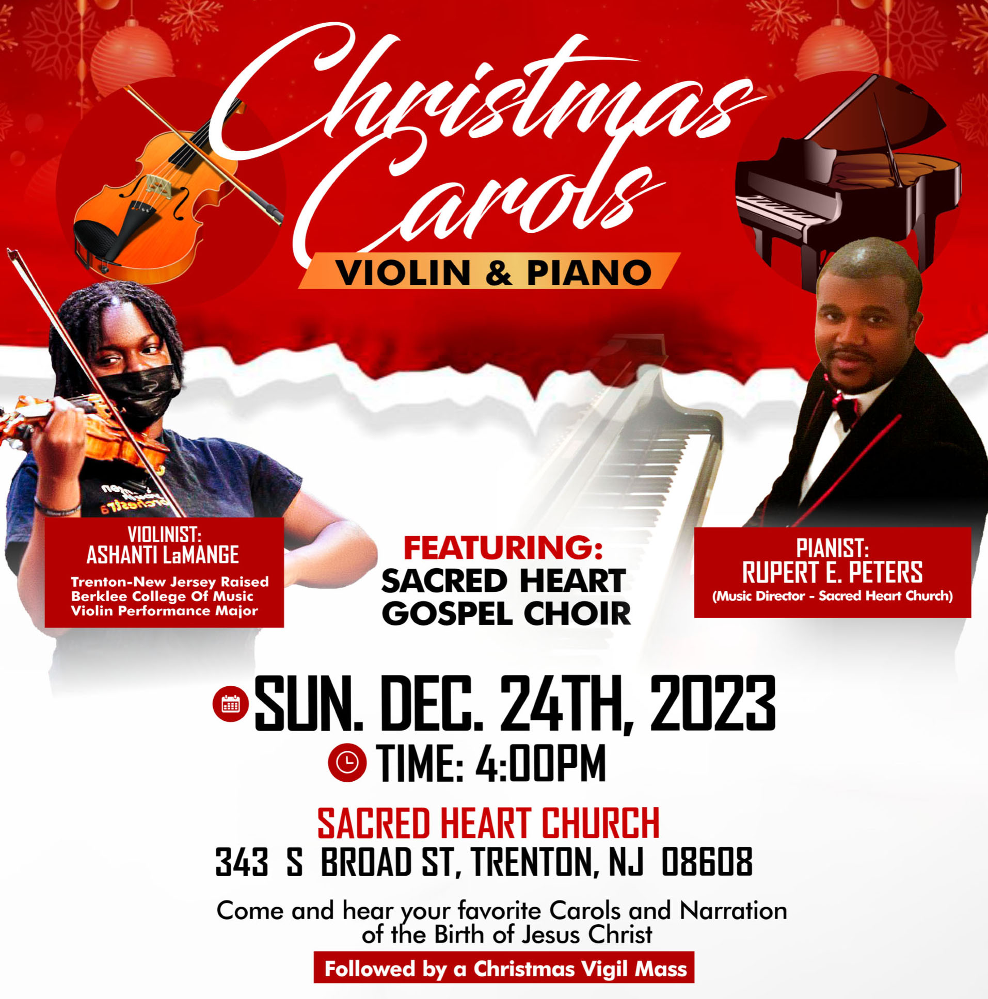 Christmas
Carols
VIOLIN & PIANO
VIOLINIST:
ASHANTI LaMANGE
Trenton-New Jersey Raised
Berklee College Of Music
Violin Performance Major
FEATURING:
SACRED HEART
GOSPEL CHOIR
PIANIST:
RUPERT E. PETERS
(Music Director - Sacred Heart Church)
SUN. DEC. 24TH, 2023
TIME: 4:00PM
SACRED HEART CHURCH
343 S BROAD ST, TRENTON, NJ 08608
Come and hear your favorite Carols and Narration
of the Birth of Jesus Christ
Followed by a Christmas Vigil Mass